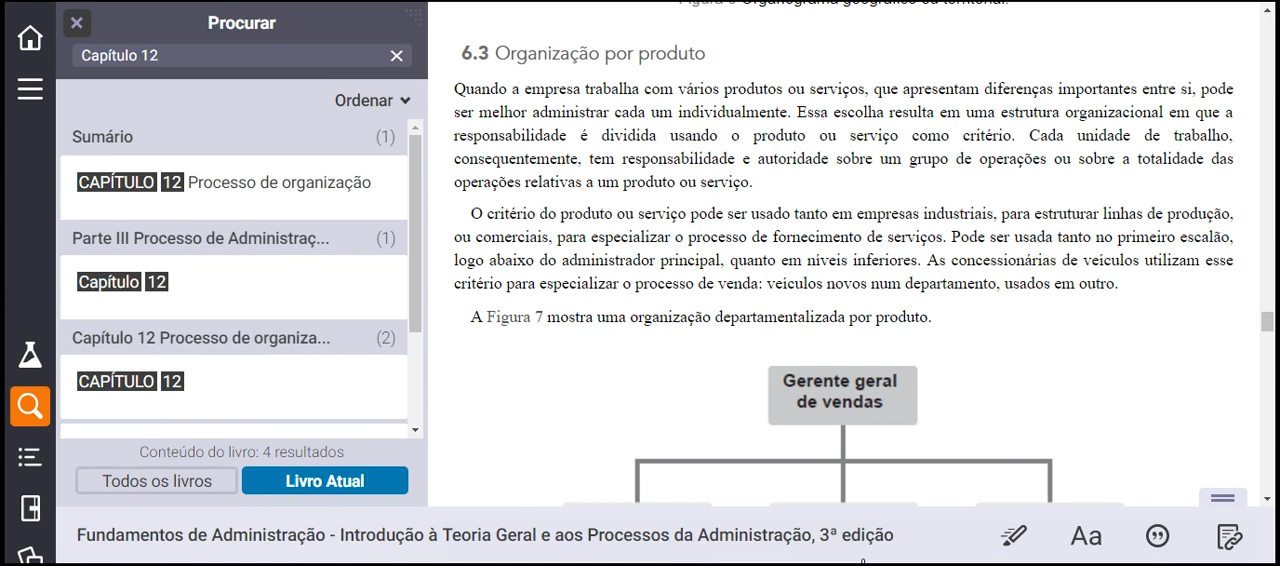 Procurar
Capítulo 12
Ordenar
Sumário (1)
CAPÍTULO 12 Processo de organização
Parte III Processo de Administraç... (1)
Capítulo 12
Capítulo 12 Processo de organiza... (2)
CAPÍTULO 12
Conteúdo do livro: 4 resultados
Todos os livros
Livro Atual
6.3 Organização por produto
Quando a empresa trabalha com vários produtos ou serviços, que apresentam diferenças importantes entre si, pode
ser melhor administrar cada um individualmente. Essa escolha resulta em uma estrutura organizacional em que a
responsabilidade é dividida usando o produto ou serviço como critério. Cada unidade de trabalho,
consequentemente, tem responsabilidade e autoridade sobre um grupo de operações ou sobre a totalidade das
operações relativas a um produto ou serviço.
O critério do produto ou serviço pode ser usado tanto em empresas industriais, para estruturar linhas de produção,
ou comerciais, para especializar o processo de fornecimento de serviços. Pode ser usada tanto no primeiro escalão,
logo abaixo do administrador principal, quanto em níveis inferiores. As concessionárias de veículos utilizam esse
critério para especializar o processo de venda: veículos novos num departamento, usados em outro.
A Figura 7 mostra uma organização departamentalizada por produto.
Gerente geral
de vendas
Fundamentos de Administração - Introdução à Teoria Geral e aos Processos da Administração, 3ª edição
Aa